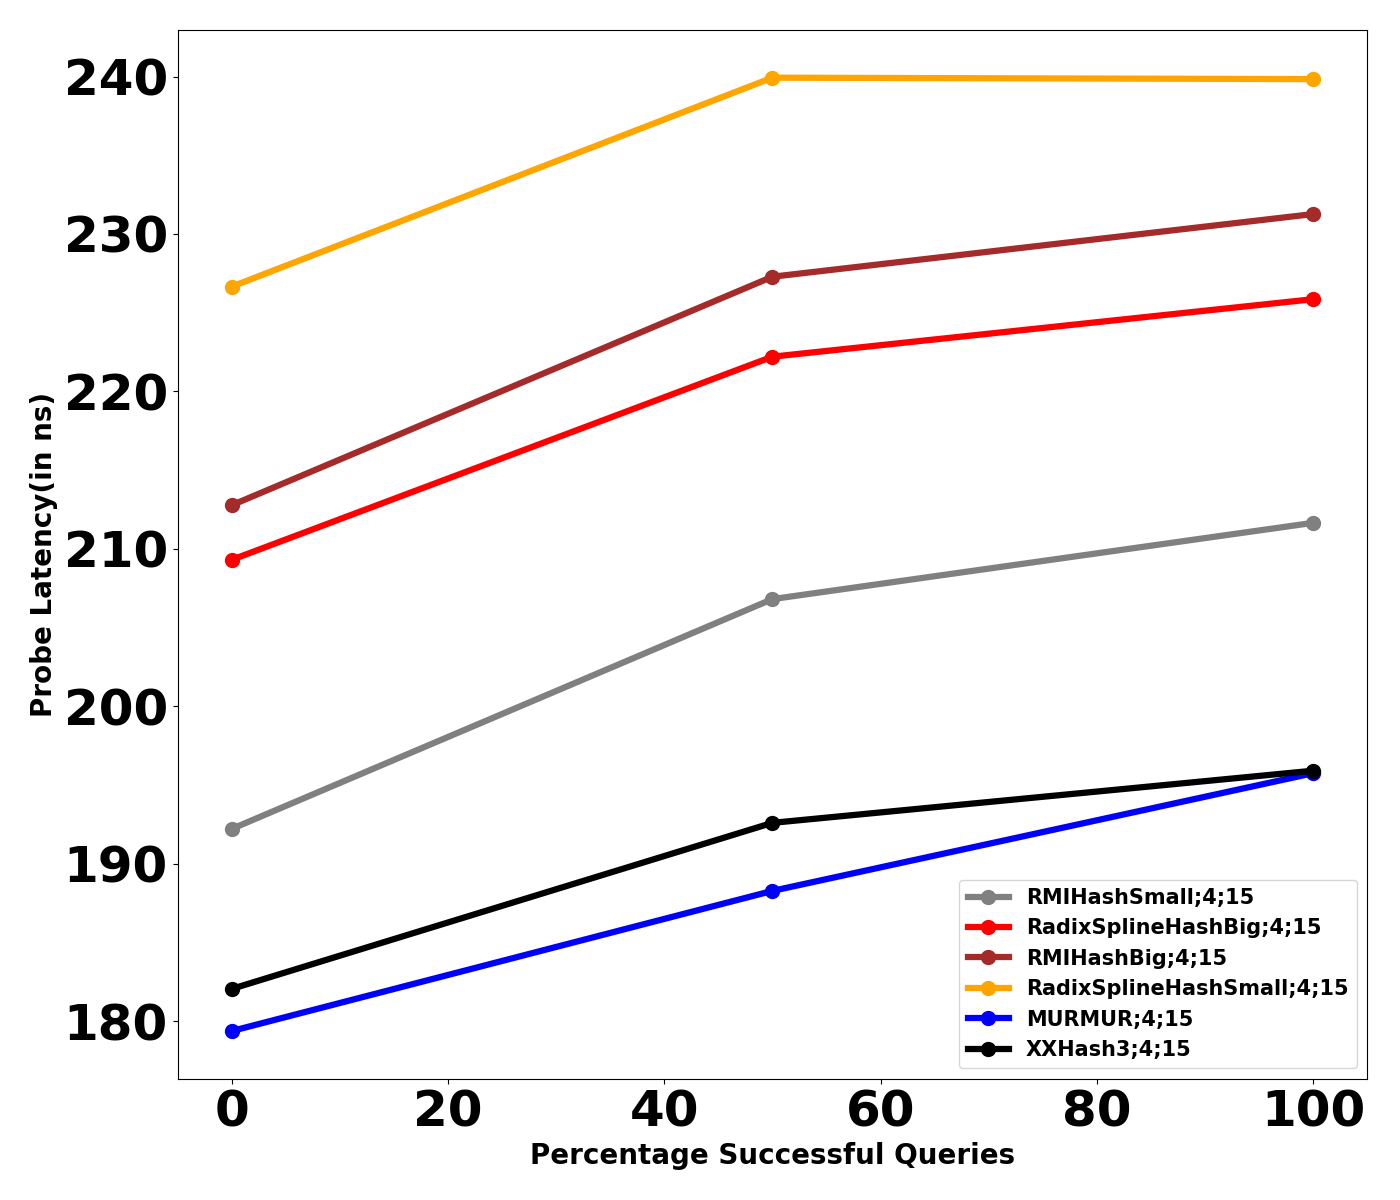 240
230
220
210
200
190
180
Probe Latency(in ns)
0 20 40 60 80 100
Percentage Successful Queries
RMIHashSmall;4;15
RadixSplineHashBig;4;15
RMIHashBig;4;15
RadixSplineHashSmall;4;15
MURMUR;4;15
XXHash3;4;15